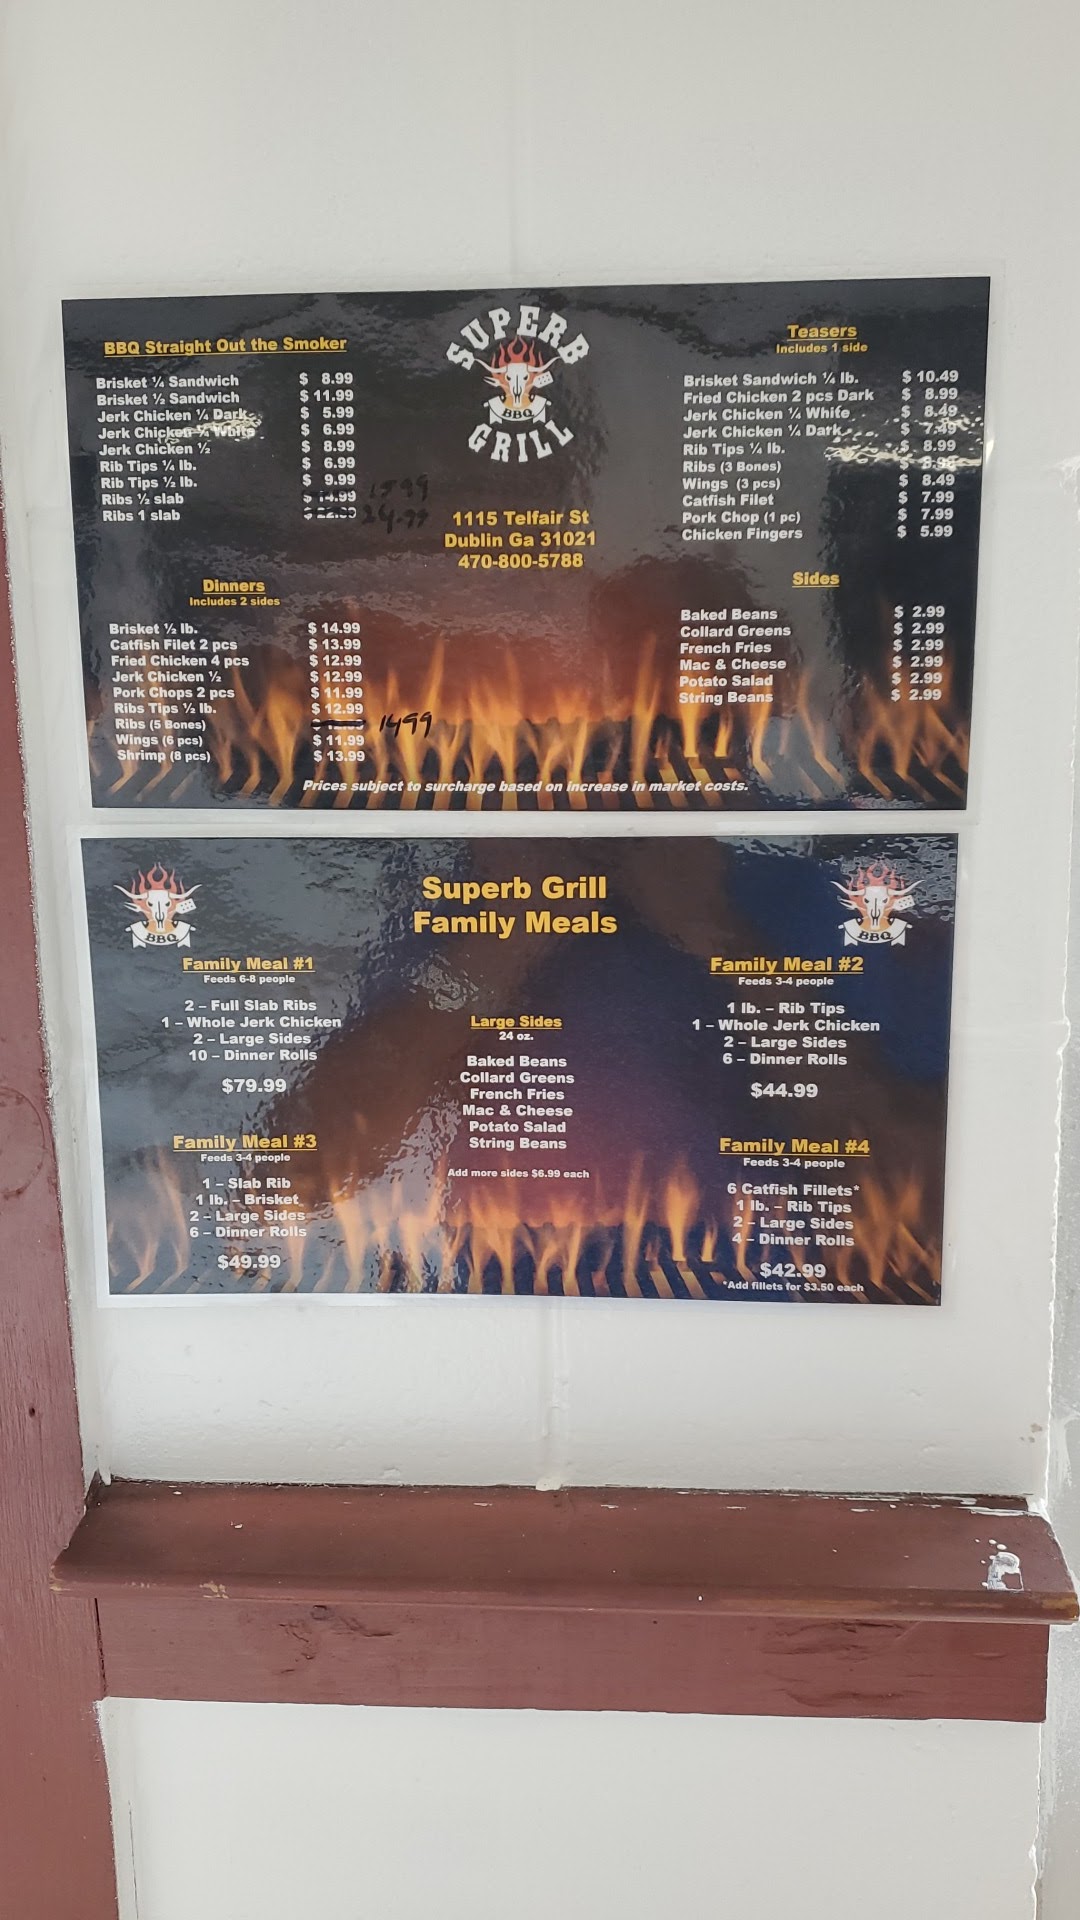 SUPERB
BBQ
GRILL
1115 Telfair St
Dublin Ga 31021
470-800-5788
BBQ Straight Out the Smoker
Brisket ¼ Sandwich $ 8.99
Brisket ½ Sandwich $ 11.99
Jerk Chicken ¼ Dark $ 5.99
Jerk Chicken ¼ White $ 6.99
Jerk Chicken ½ $ 8.99
Rib Tips ¼ lb. $ 6.99
Rib Tips ½ lb. $ 9.99
Ribs ½ slab $ 14.99
Ribs 1 slab 24.99
Dinners
Includes 2 sides
Brisket ½ lb. $ 14.99
Catfish Filet 2 pcs $ 13.99
Fried Chicken 4 pcs $ 12.99
Jerk Chicken ½ $ 12.99
Pork Chops 2 pcs $ 11.99
Ribs Tips ½ lb. $ 12.99
Ribs (5 Bones) 1499
Wings (6 pcs) $ 11.99
Shrimp (8 pcs) $ 13.99
Teasers
Includes 1 side
Brisket Sandwich ¼ lb. $ 10.49
Fried Chicken 2 pcs Dark $ 8.99
Jerk Chicken ¼ White $ 8.49
Jerk Chicken ¼ Dark $ 7.49
Rib Tips ¼ lb. $ 8.99
Ribs (3 Bones) $
Wings (3 pcs) $ 8.49
Catfish Filet $ 7.99
Pork Chop (1 pc) $ 7.99
Chicken Fingers $ 5.99
Sides
Baked Beans $ 2.99
Collard Greens $ 2.99
French Fries $ 2.99
Mac & Cheese $ 2.99
Potato Salad $ 2.99
String Beans $ 2.99
Prices subject to surcharge based on increase in market costs.
BBQ
BBQ
Superb Grill
Family Meals
Family Meal #1
Feeds 6-8 people
2 – Full Slab Ribs
1 – Whole Jerk Chicken
2 – Large Sides
10 – Dinner Rolls
$79.99
Family Meal #2
Feeds 3-4 people
1 lb. – Rib Tips
1 – Whole Jerk Chicken
2 – Large Sides
6 – Dinner Rolls
$44.99
Large Sides
24 oz.
Baked Beans
Collard Greens
French Fries
Mac & Cheese
Potato Salad
String Beans
Add more sides $6.99 each
Family Meal #3
Feeds 3-4 people
1 – Slab Rib
1 lb. – Brisket
2 – Large Sides
6 – Dinner Rolls
$49.99
Family Meal #4
Feeds 3-4 people
6 Catfish Fillets*
1 lb. – Rib Tips
2 – Large Sides
4 – Dinner Rolls
$42.99
*Add fillets for $3.50 each